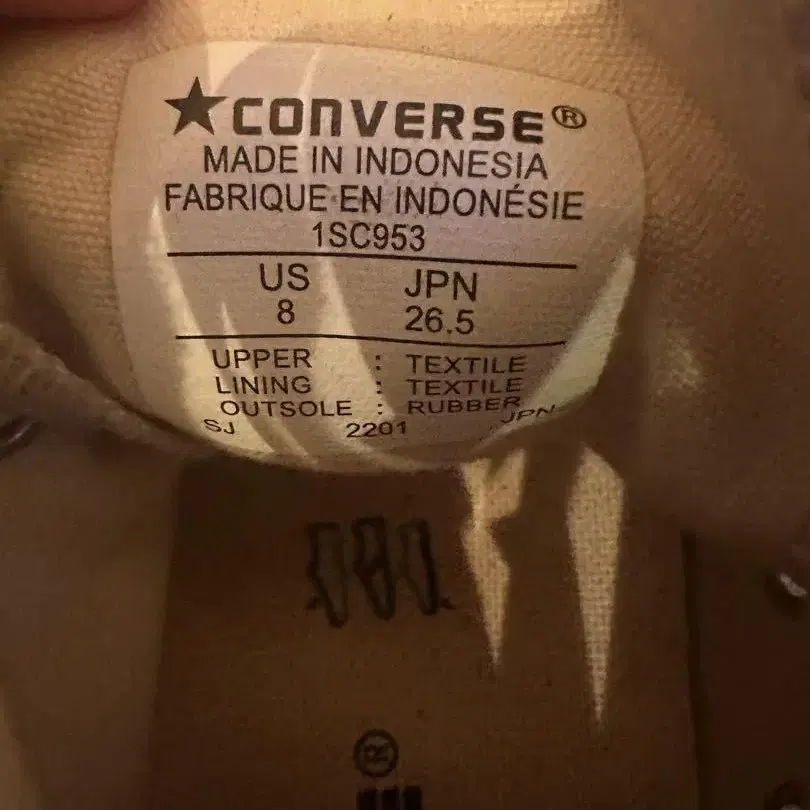 ★CONVERSE®
MADE IN INDONESIA
FABRIQUE EN INDONÉSIE
1SC953
US JPN
8 26.5
UPPER : TEXTILE
LINING : TEXTILE
OUTSOLE : RUBBER
SJ 2201 JPN
®